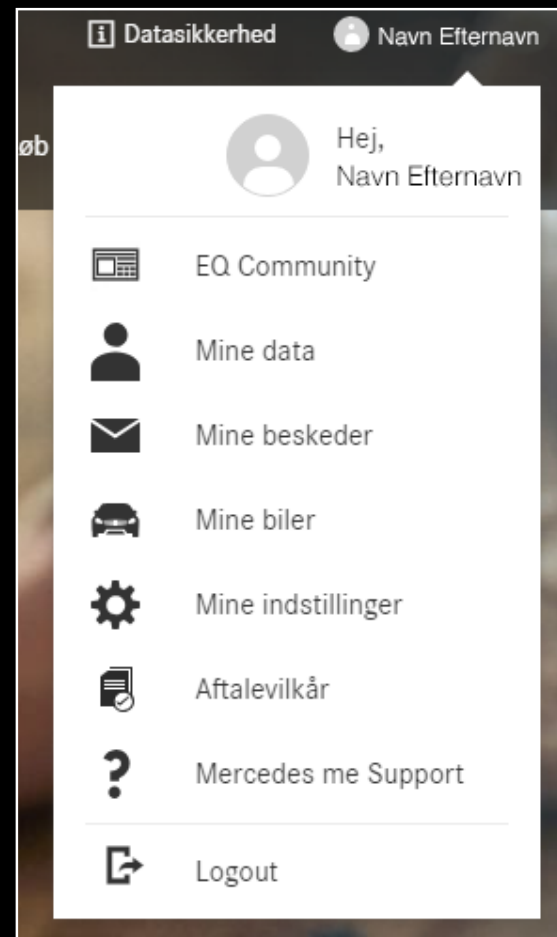 Datasikkerhed
Navn Efternavn
øb
Hej,
Navn Efternavn
EQ Community
Mine data
Mine beskeder
Mine biler
Mine indstillinger
Aftalevilkår
Mercedes me Support
Logout